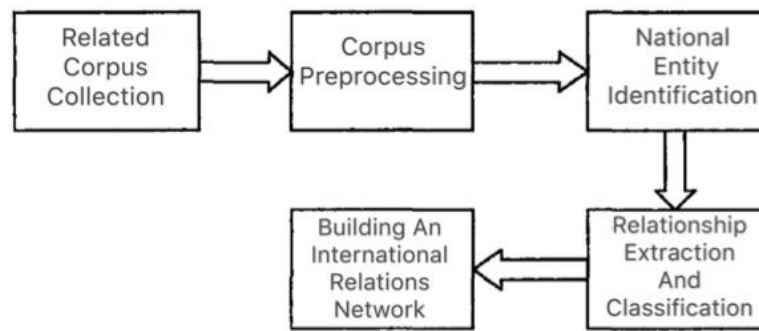 Related
Corpus
Collection
Corpus
Preprocessing
National
Entity
Identification
Relationship
Extraction
And
Classification
Building An
International
Relations
Network